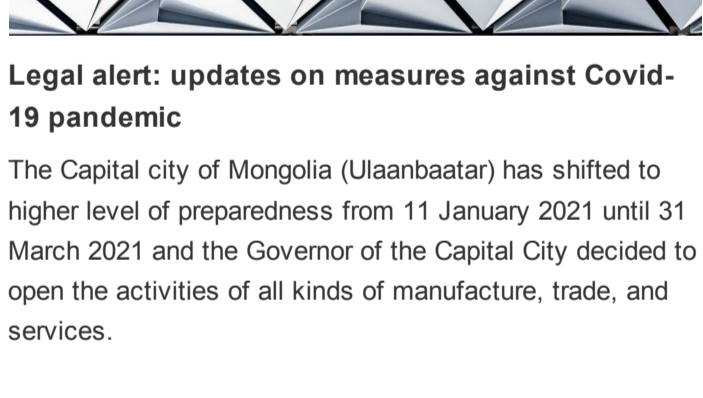 Legal alert: updates on measures against Covid-
19 pandemic
The Capital city of Mongolia (Ulaanbaatar) has shifted to
higher level of preparedness from 11 January 2021 until 31
March 2021 and the Governor of the Capital City decided to
open the activities of all kinds of manufacture, trade, and
services.